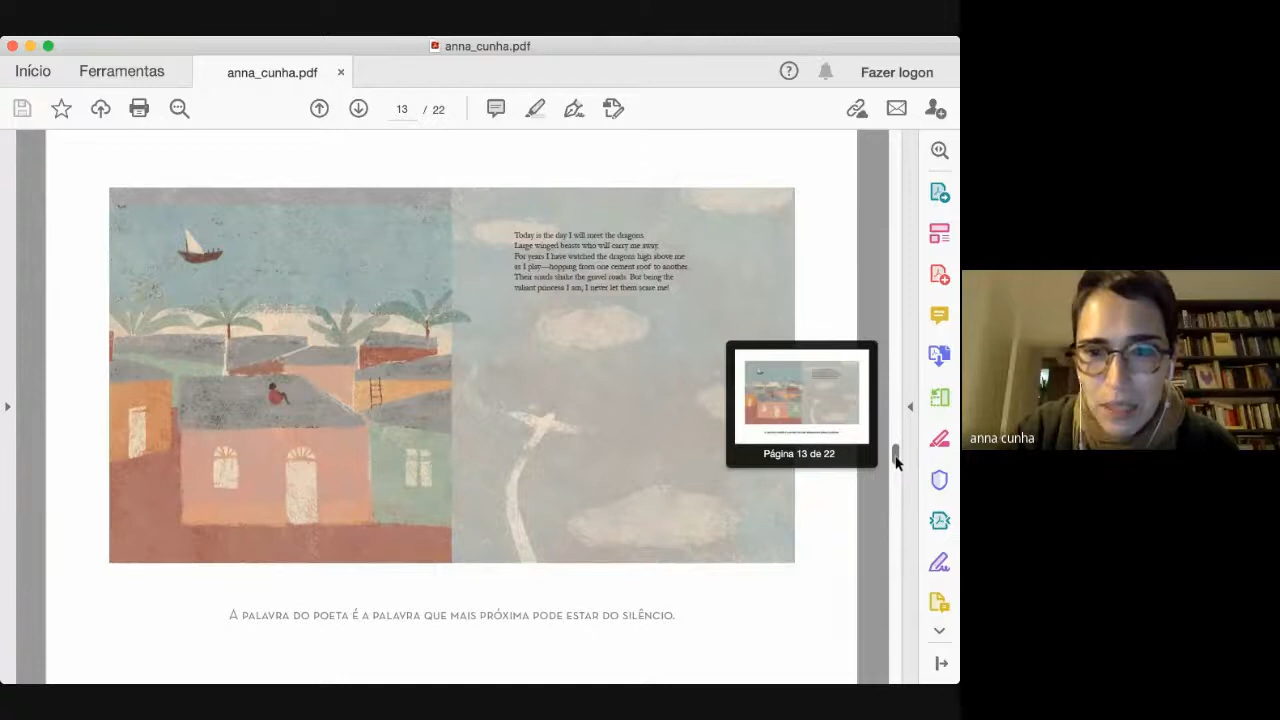 anna_cunha.pdf
Início
Ferramentas
anna_cunha.pdf
×
?
Fazer logon
13 / 22
Today is the day I will meet the dragons.
Large winged beasts who will carry me away.
For years I have watched the dragons high above me
as I play—hopping from one cement roof to another.
Their snarls shake the gravel roads. But being the
valiant princess I am, I never let them scare me!
Página 13 de 22
A PALAVRA DO POETA É A PALAVRA QUE MAIS PRÓXIMA PODE ESTAR DO SILÊNCIO.
anna cunha